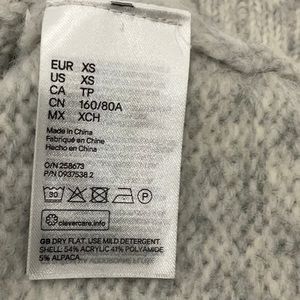 EUR XS
US XS
CA TP
CN 160/80A
MX XCH
Made in China
Fabriqué en Chine
Hecho en China
O/N 258673
P/N 0937538.2
30 P
clevercare.info
GB DRY FLAT. USE MILD DETERGENT.
SHELL: 54% ACRYLIC 41% POLYAMIDE
5% ALPACA